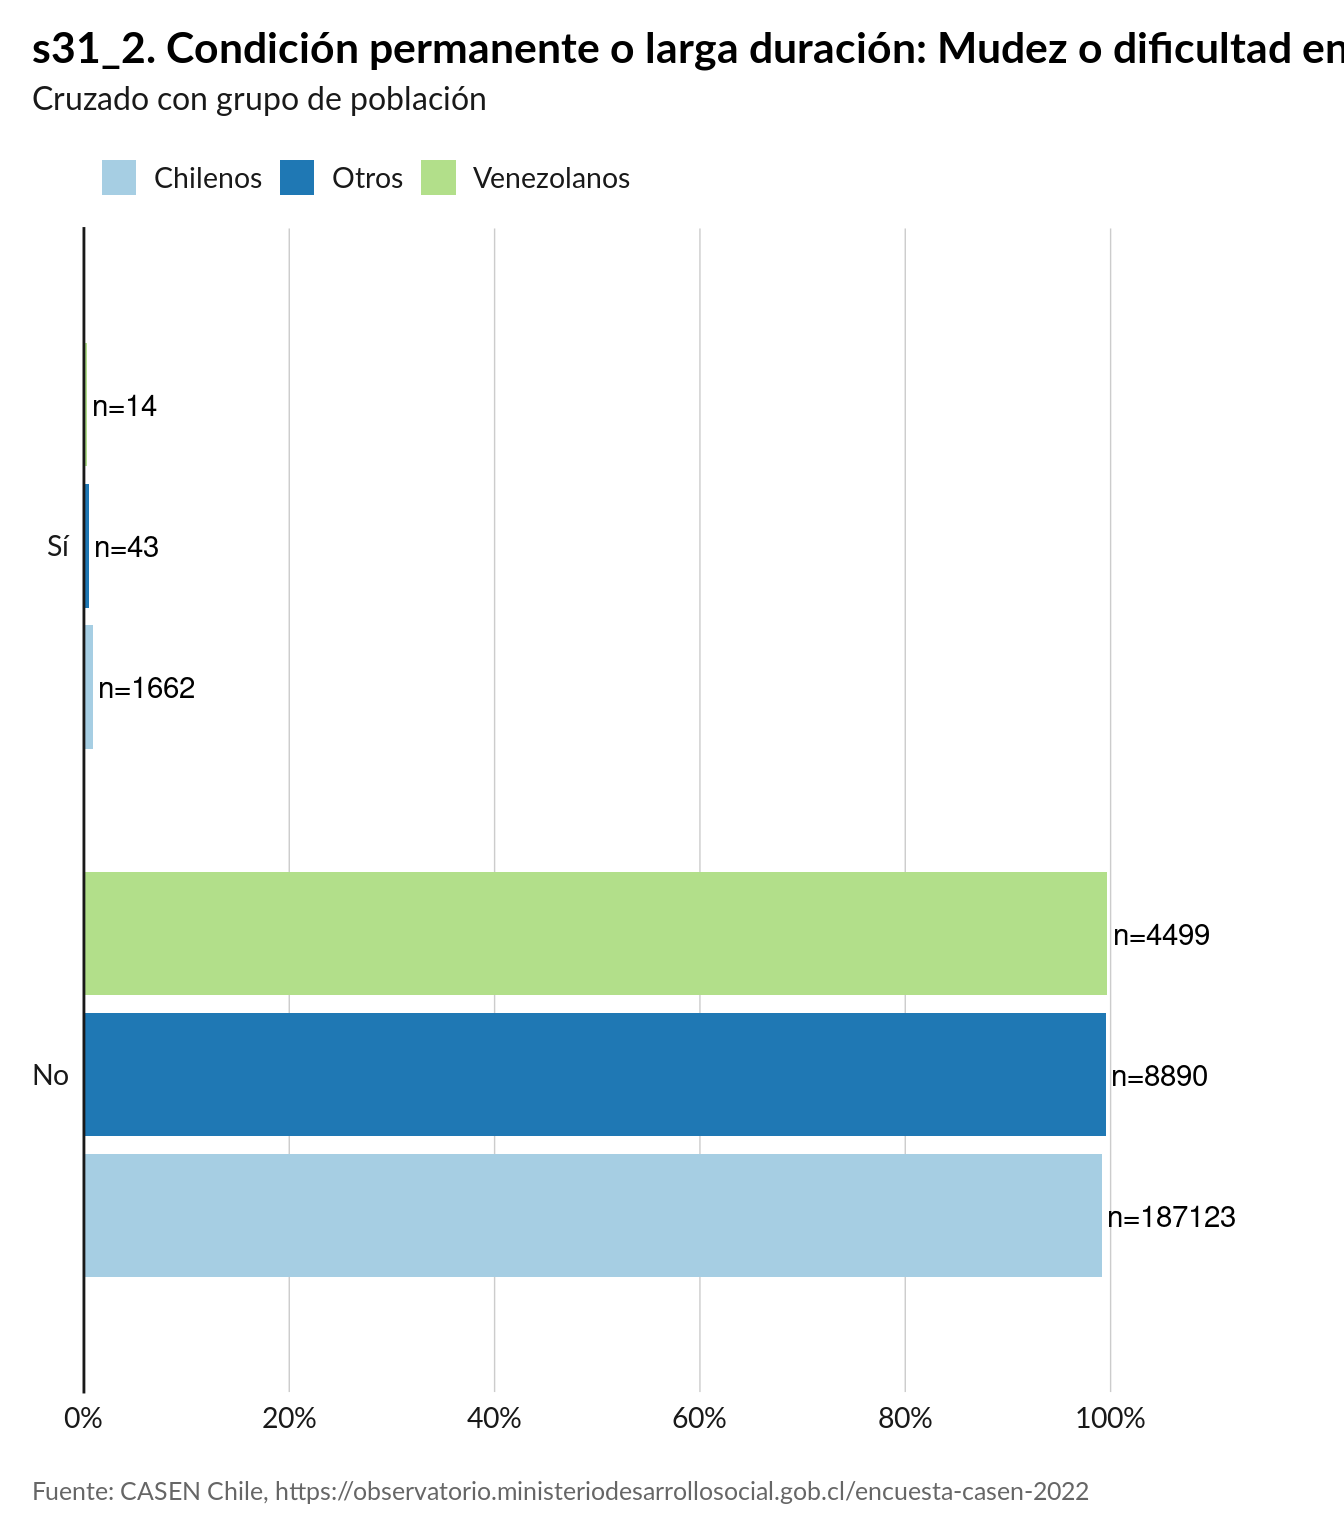 s31_2. Condición permanente o larga duración: Mudez o dificultad en
Cruzado con grupo de población
Chilenos Otros Venezolanos
n=14
Sí n=43
n=1662
n=4499
No n=8890
n=187123
0% 20% 40% 60% 80% 100%
Fuente: CASEN Chile, https://observatorio.ministeriodesarrollosocial.gob.cl/encuesta-casen-2022